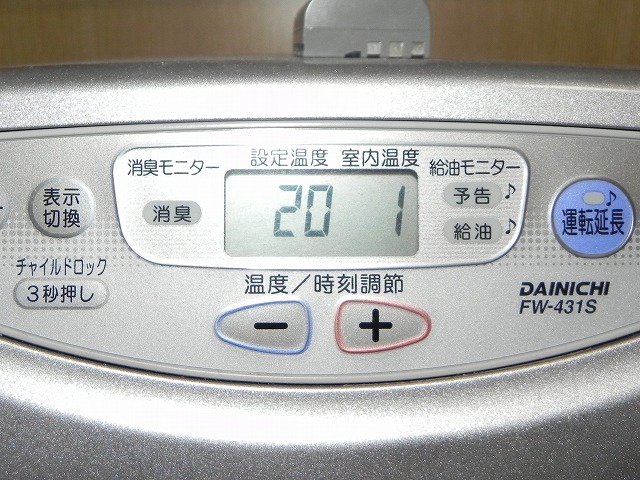 消臭モニター
設定温度 室内温度
給油モニター
表示
切換
消臭
20 1
予告♪
給油♪
♪
運転延長
チャイルドロック
3秒押し
温度/時刻調節
− +
DAINICHI
FW-431S